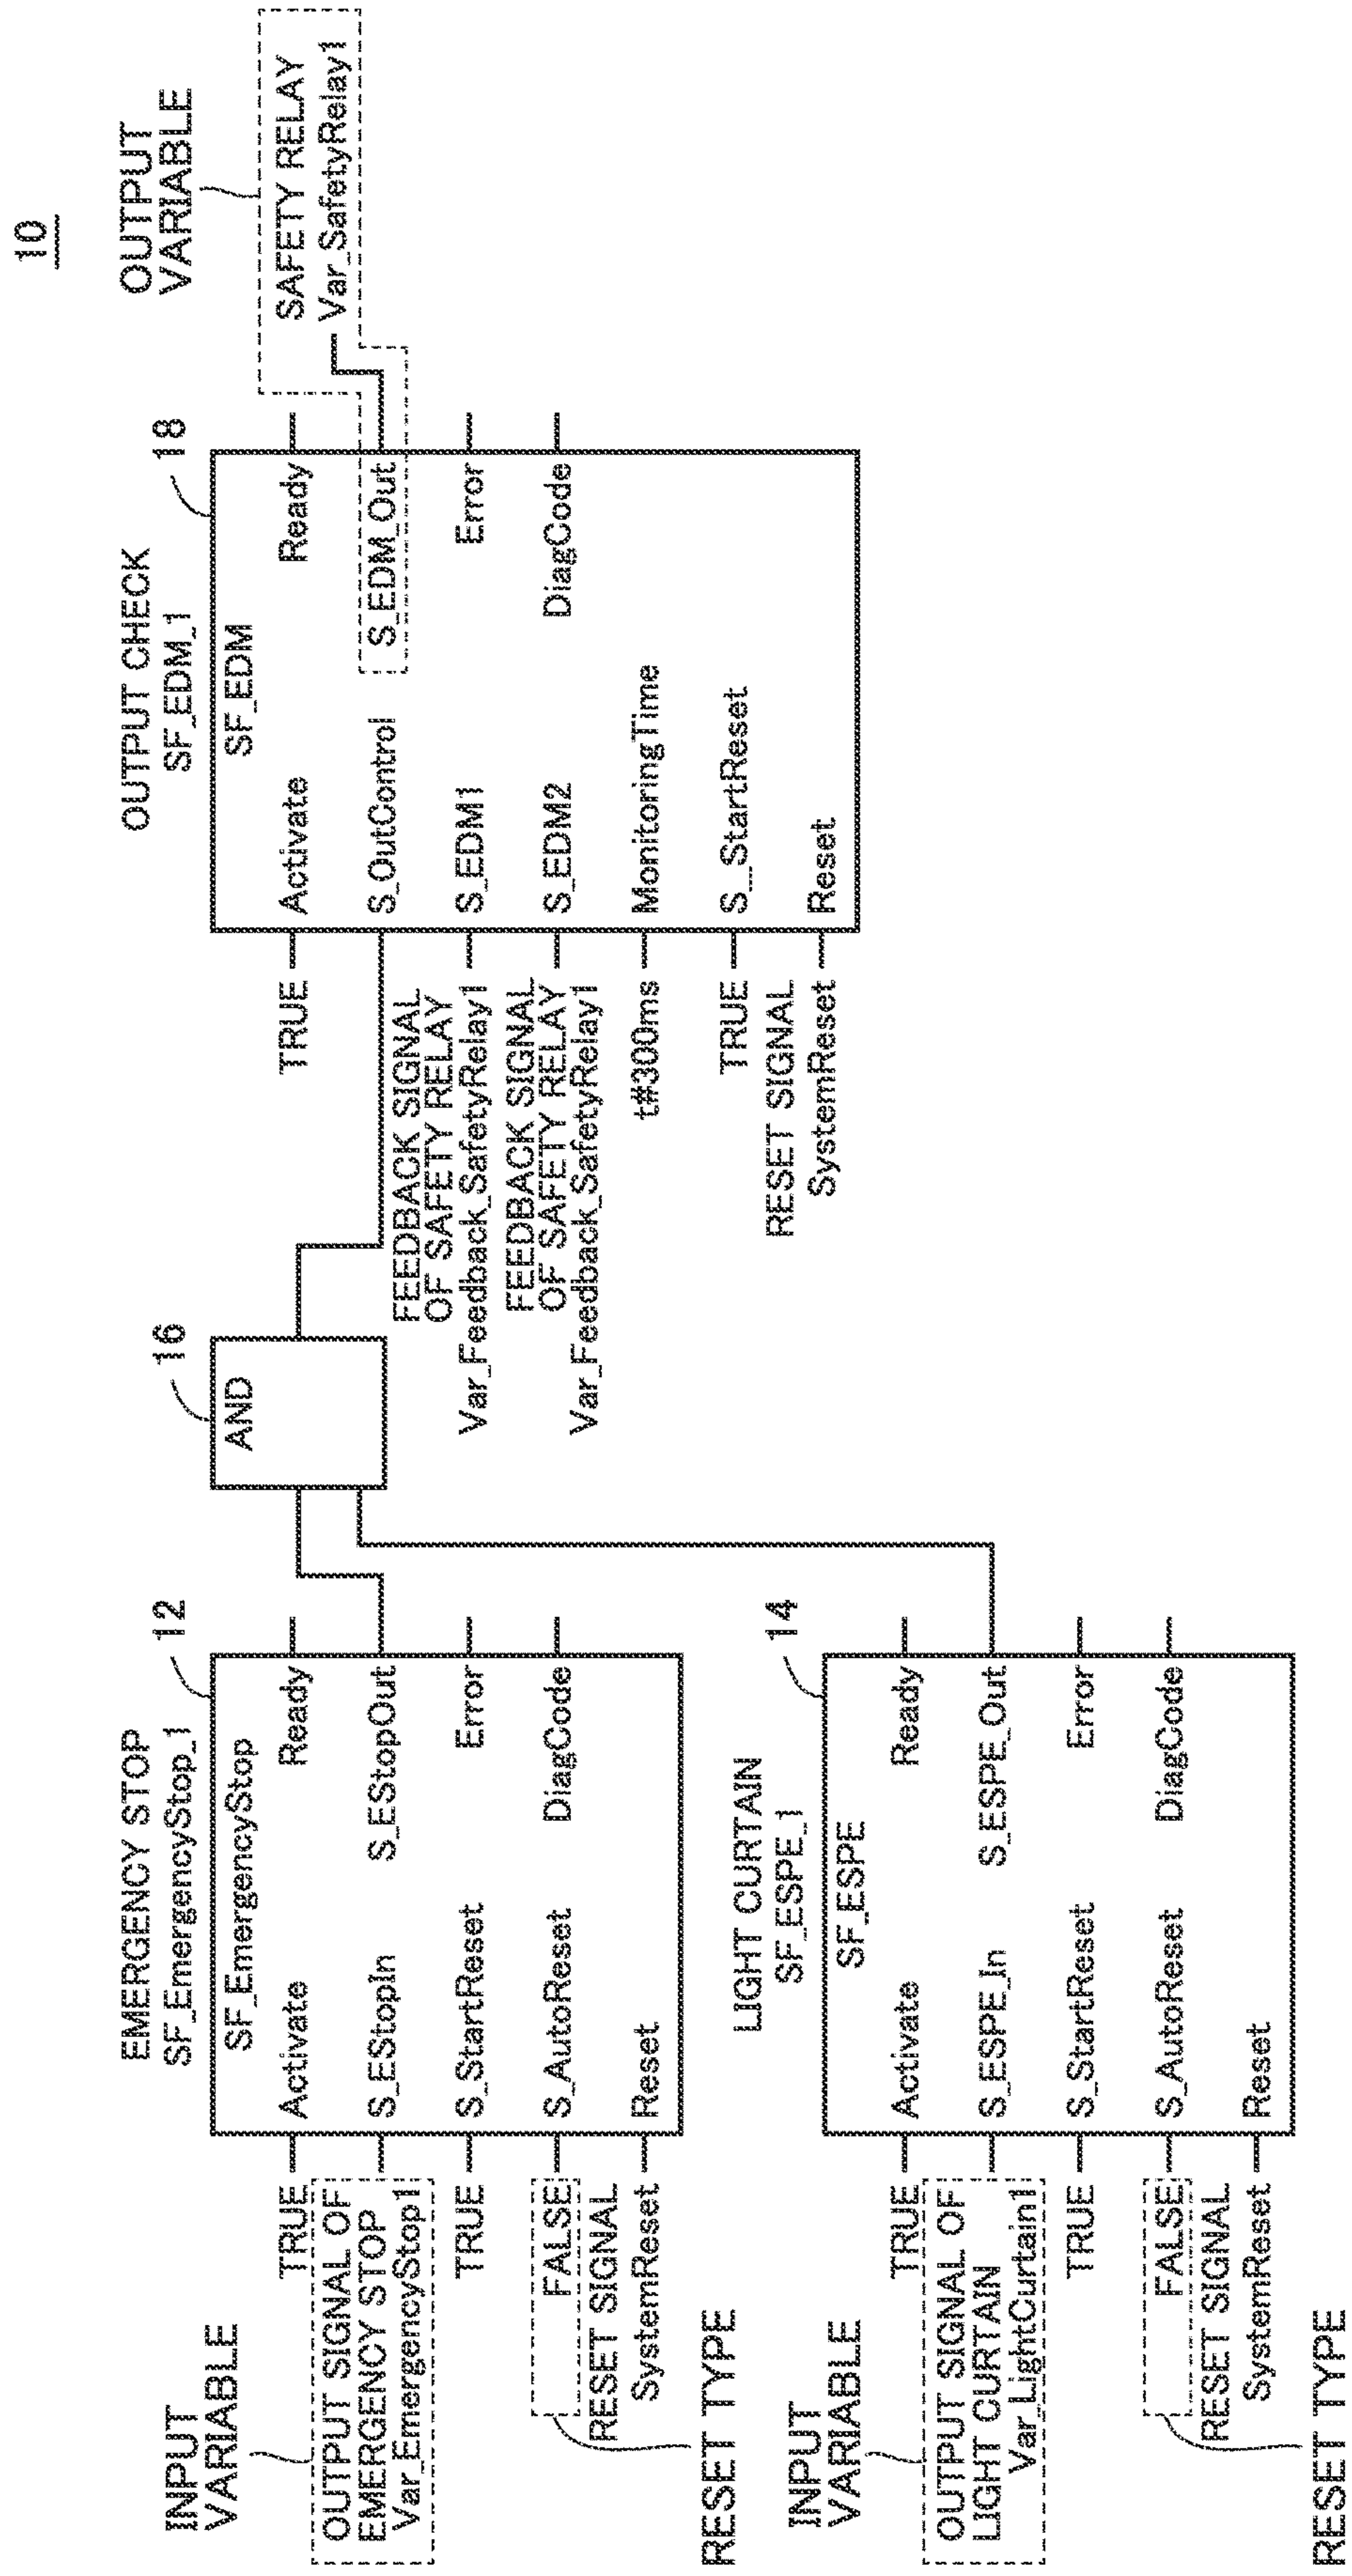 10
INPUT
VARIABLE
OUTPUT SIGNAL OF
EMERGENCY STOP
Var_EmergencyStop1
RESET TYPE
EMERGENCY STOP
SF_EmergencyStop_1
12
SF_EmergencyStop
TRUE
Activate
Ready
S_EStopIn
S_EStopOut
TRUE
S_StartReset
Error
FALSE
S_AutoReset
DiagCode
RESET SIGNAL
SystemReset
Reset
INPUT
VARIABLE
OUTPUT SIGNAL OF
LIGHT CURTAIN
Var_LightCurtain1
RESET TYPE
LIGHT CURTAIN
SF_ESPE_1
14
SF_ESPE
TRUE
Activate
Ready
S_ESPE_In
S_ESPE_Out
TRUE
S_StartReset
Error
FALSE
S_AutoReset
DiagCode
RESET SIGNAL
SystemReset
Reset
16
AND
OUTPUT CHECK
SF_EDM_1
18
SF_EDM
TRUE
Activate
Ready
S_OutControl
S_EDM_Out
FEEDBACK SIGNAL
OF SAFETY RELAY
Var_Feedback_SafetyRelay1
S_EDM1
Error
FEEDBACK SIGNAL
OF SAFETY RELAY
Var_Feedback_SafetyRelay1
S_EDM2
DiagCode
t#300ms
MonitoringTime
TRUE
S_StartReset
RESET SIGNAL
SystemReset
Reset
OUTPUT
VARIABLE
SAFETY RELAY
Var_SafetyRelay1